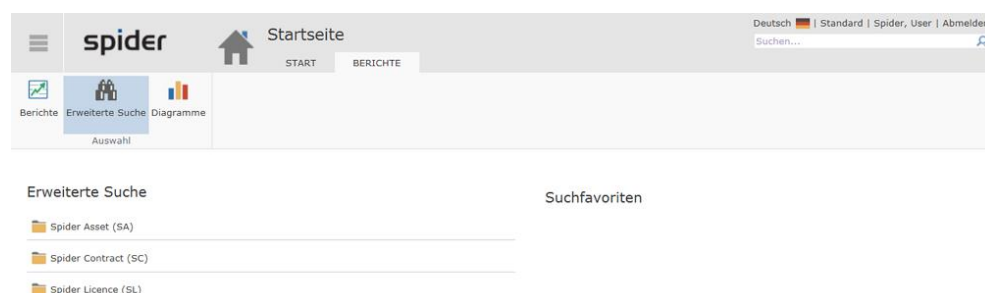 Deutsch | Standard | Spider, User | Abmelden
spider
Startseite
Suchen...
START BERICHTE
Berichte Erweiterte Suche Diagramme
Auswahl
Erweiterte Suche
Suchfavoriten
Spider Asset (SA)
Spider Contract (SC)
Spider Licence (SL)